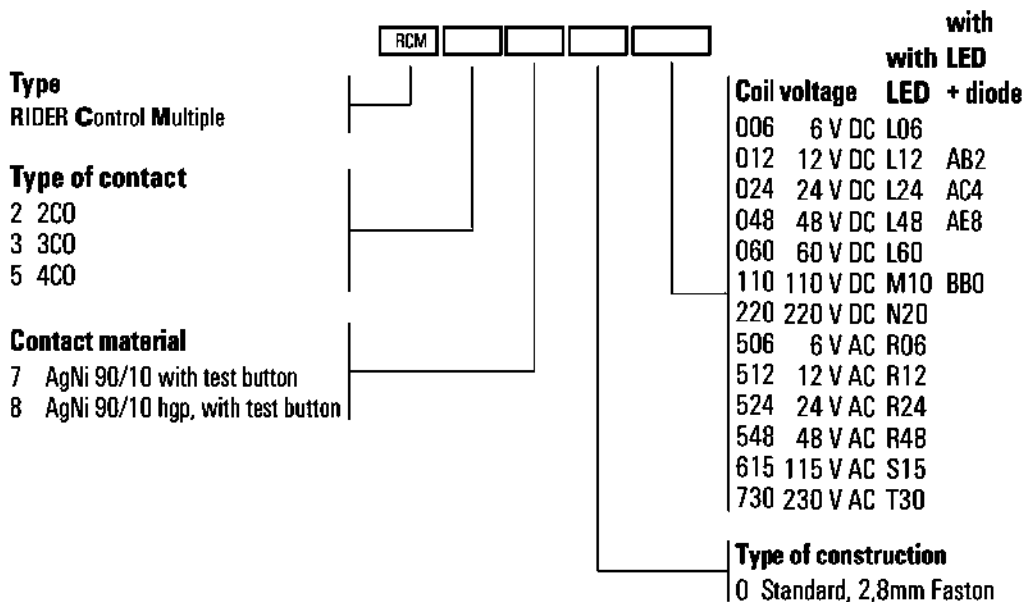 RCM
Type
RIDER Control Multiple
Type of contact
2 2CO
3 3CO
5 4CO
Contact material
7 AgNi 90/10 with test button
8 AgNi 90/10 hgp, with test button
with
with LED
Coil voltage LED + diode
006 6 V DC L06
012 12 V DC L12 AB2
024 24 V DC L24 AC4
048 48 V DC L48 AE8
060 60 V DC L60
110 110 V DC M10 BB0
220 220 V DC N20
506 6 V AC R06
512 12 V AC R12
524 24 V AC R24
548 48 V AC R48
615 115 V AC S15
730 230 V AC T30
Type of construction
0 Standard, 2,8mm Faston